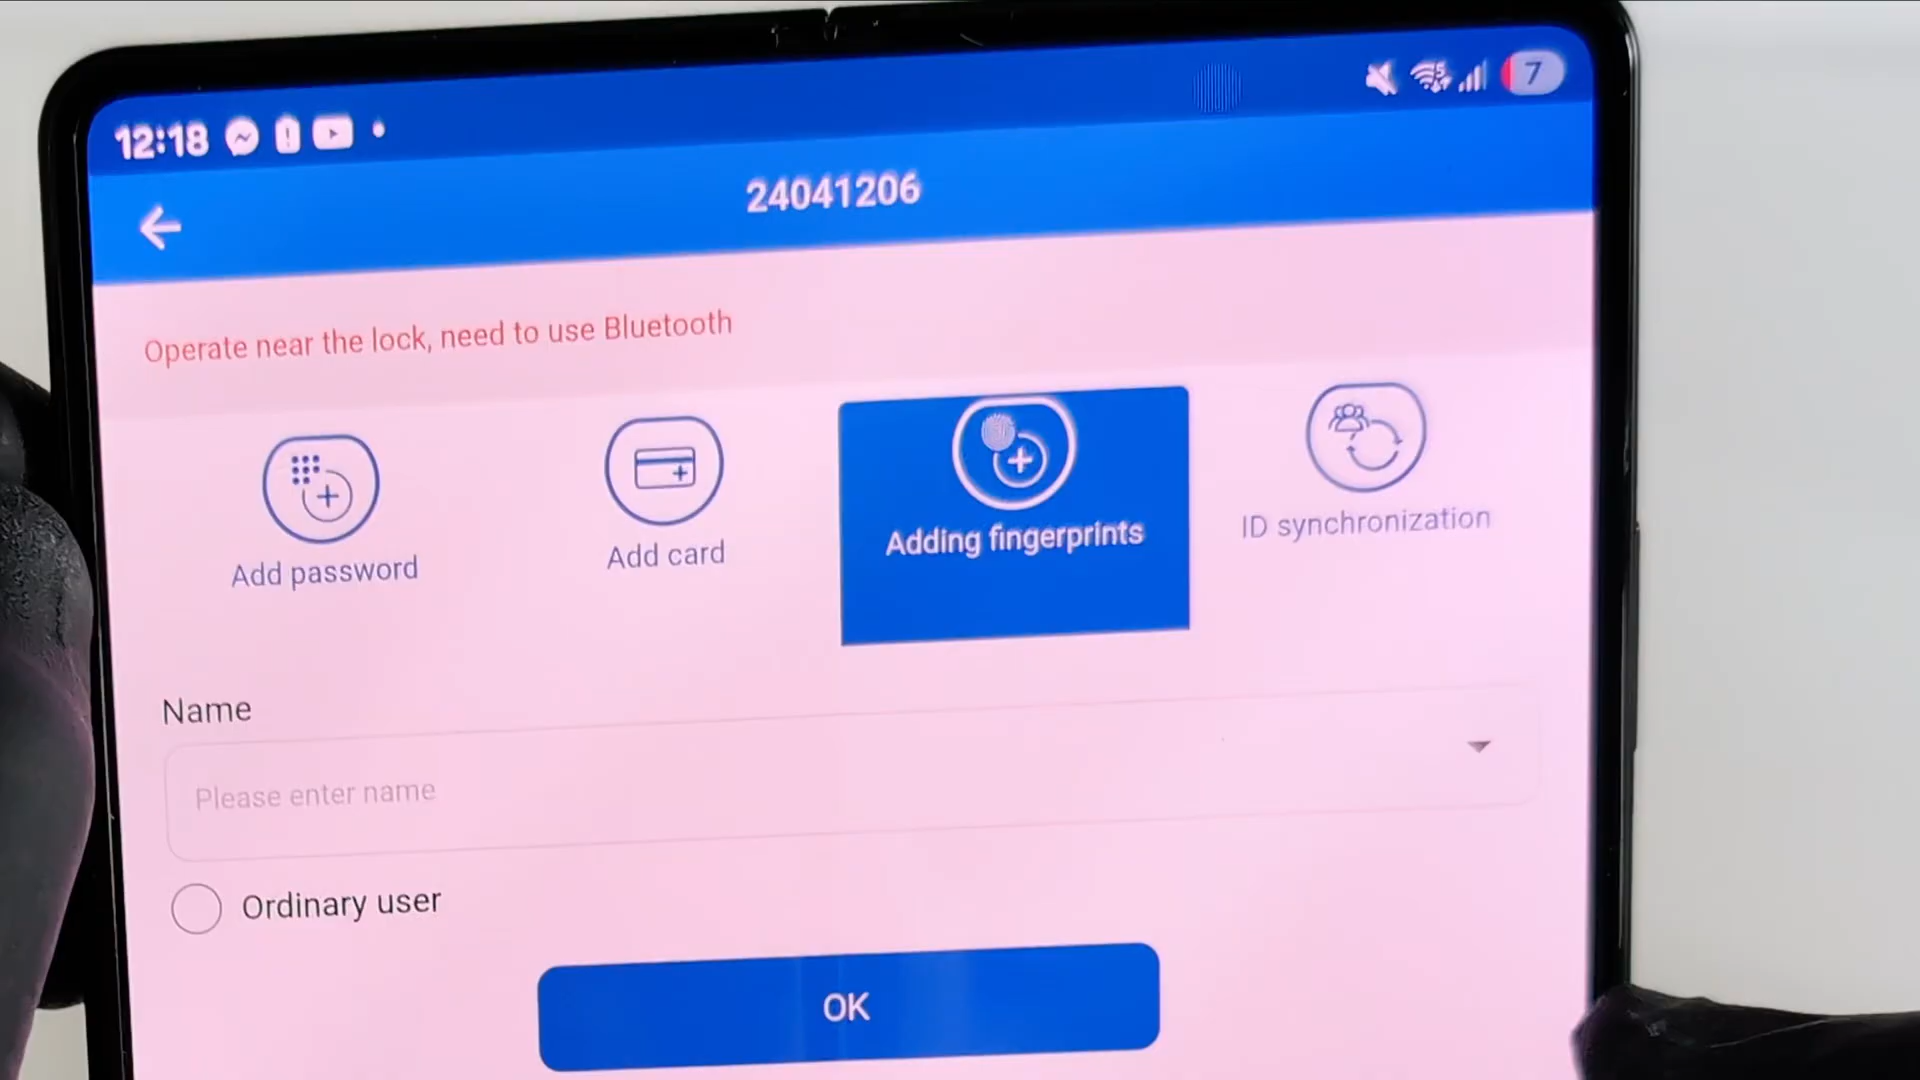 12:18
7
24041206
Operate near the lock, need to use Bluetooth
Add password
Add card
Adding fingerprints
ID synchronization
Name
Please enter name
Ordinary user
OK